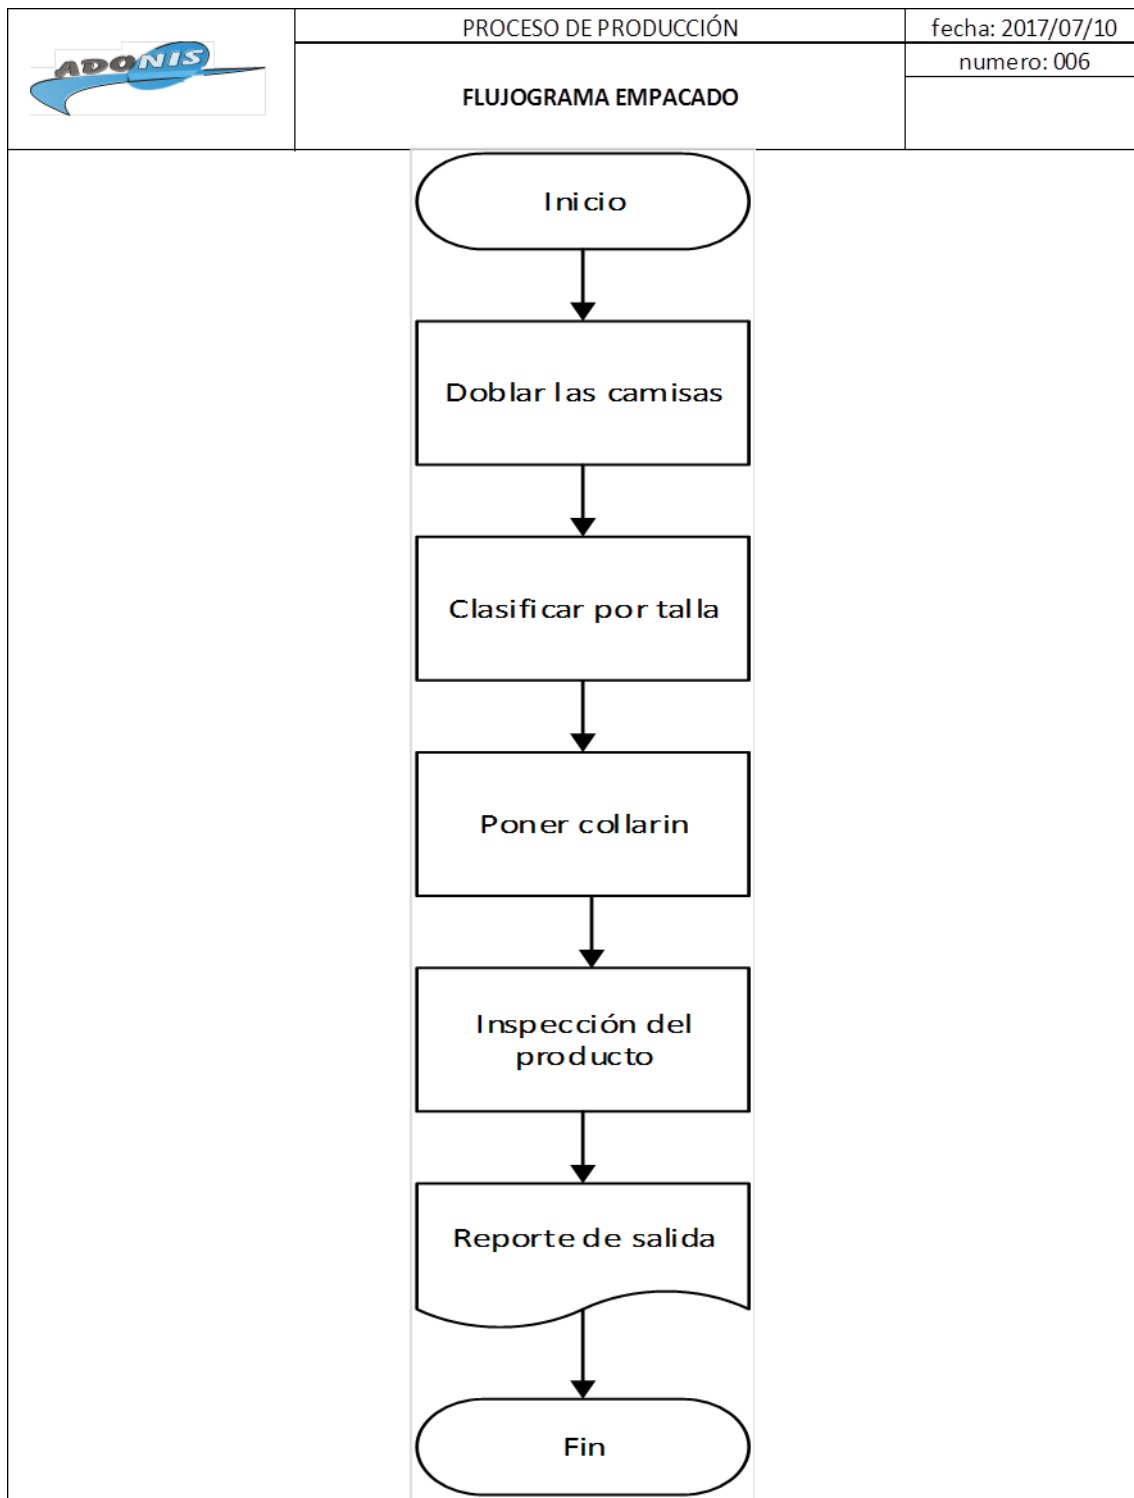 ADONIS
PROCESO DE PRODUCCIÓN
fecha: 2017/07/10
numero: 006
FLUJOGRAMA EMPACADO
Inicio
Doblar las camisas
Clasificar por talla
Poner collarin
Inspección del
producto
Reporte de salida
Fin